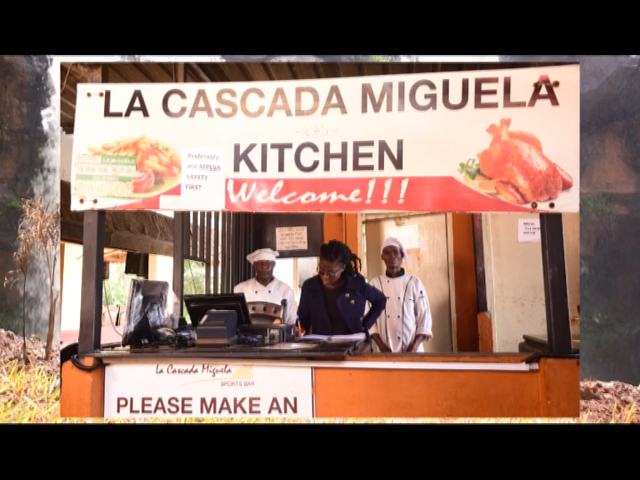 LA CASCADA MIGUELA
KITCHEN
Preferably
use MPESA
SAFETY
FIRST
Welcome!!!
La Cascada Miguela
SPORTS BAR
PLEASE MAKE AN